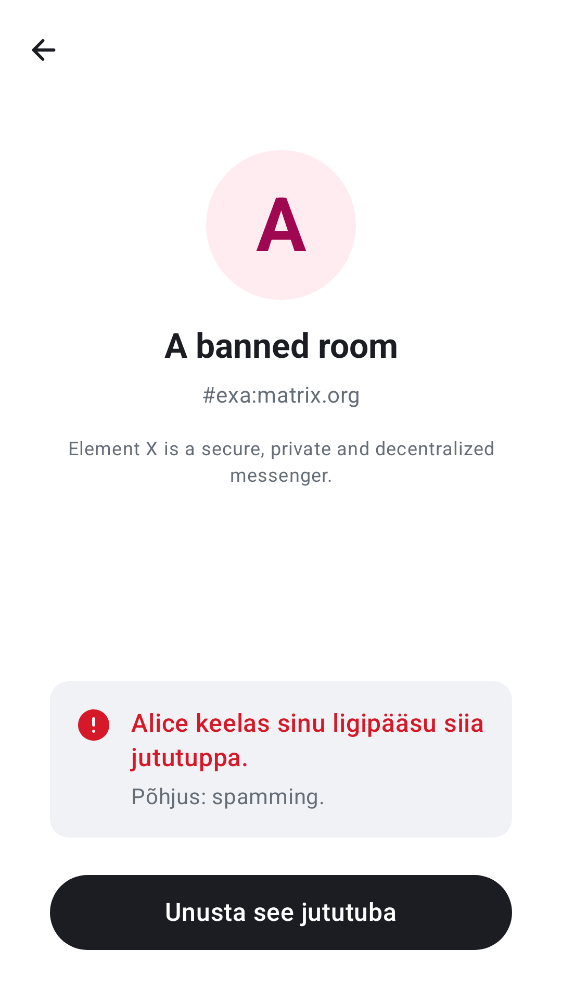 A
A banned room
#exa:matrix.org
Element X is a secure, private and decentralized
messenger.
Alice keelas sinu ligipääsu siia
jututuppa.
Põhjus: spamming.
Unusta see jututuba